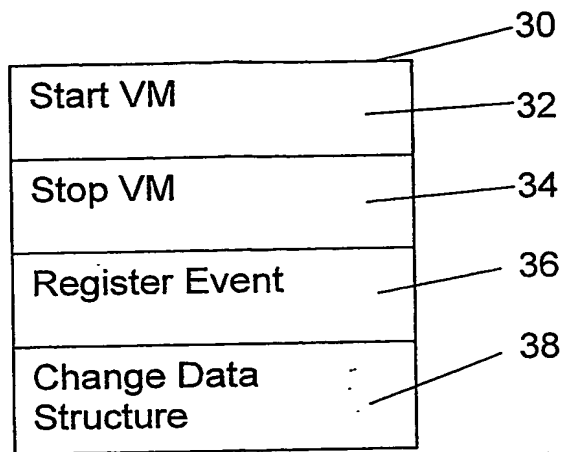 30
Start VM
32
Stop VM
34
Register Event
36
Change Data
Structure
38